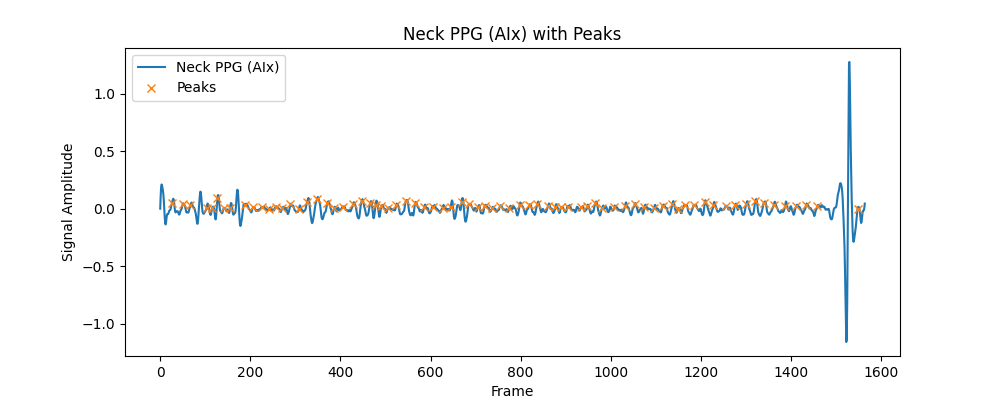 Neck PPG (AIx) with Peaks
Neck PPG (AIx)
Peaks
Signal Amplitude
1.0
0.5
0.0
−0.5
−1.0
0 200 400 600 800 1000 1200 1400 1600
Frame